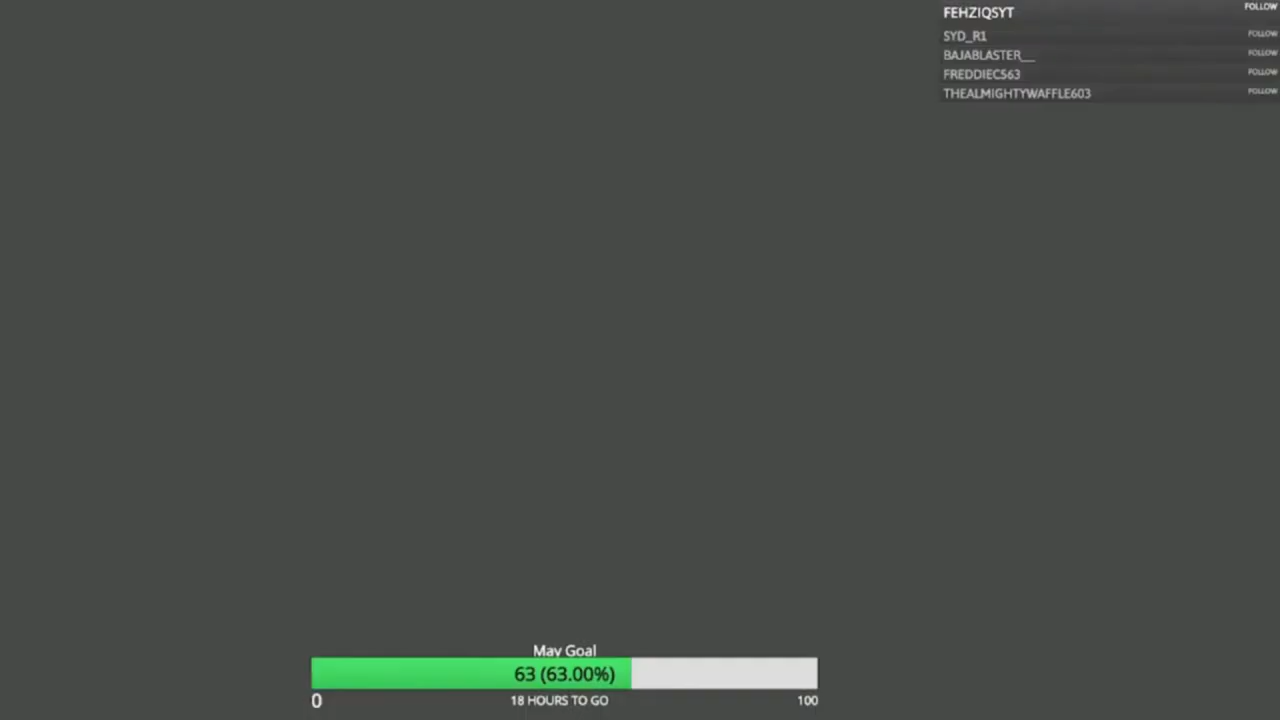 FEHZIQSYT FOLLOW
SYD_R1 FOLLOW
BAJABLASTER__ FOLLOW
FREDDIEC563 FOLLOW
THEALMIGHTYWAFFLE603 FOLLOW
May Goal
63 (63.00%)
0 18 HOURS TO GO 100